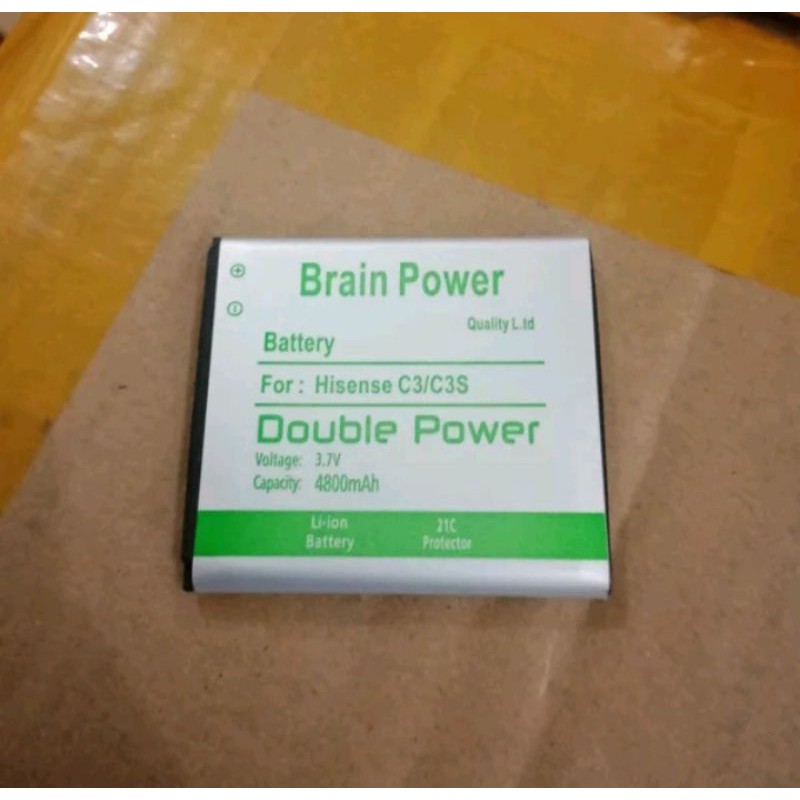 Brain Power
Quality L.td
Battery
For : Hisense C3/C3S
Double Power
Voltage: 3.7V
Capacity: 4800mAh
Li-ion 21C
Battery Protector